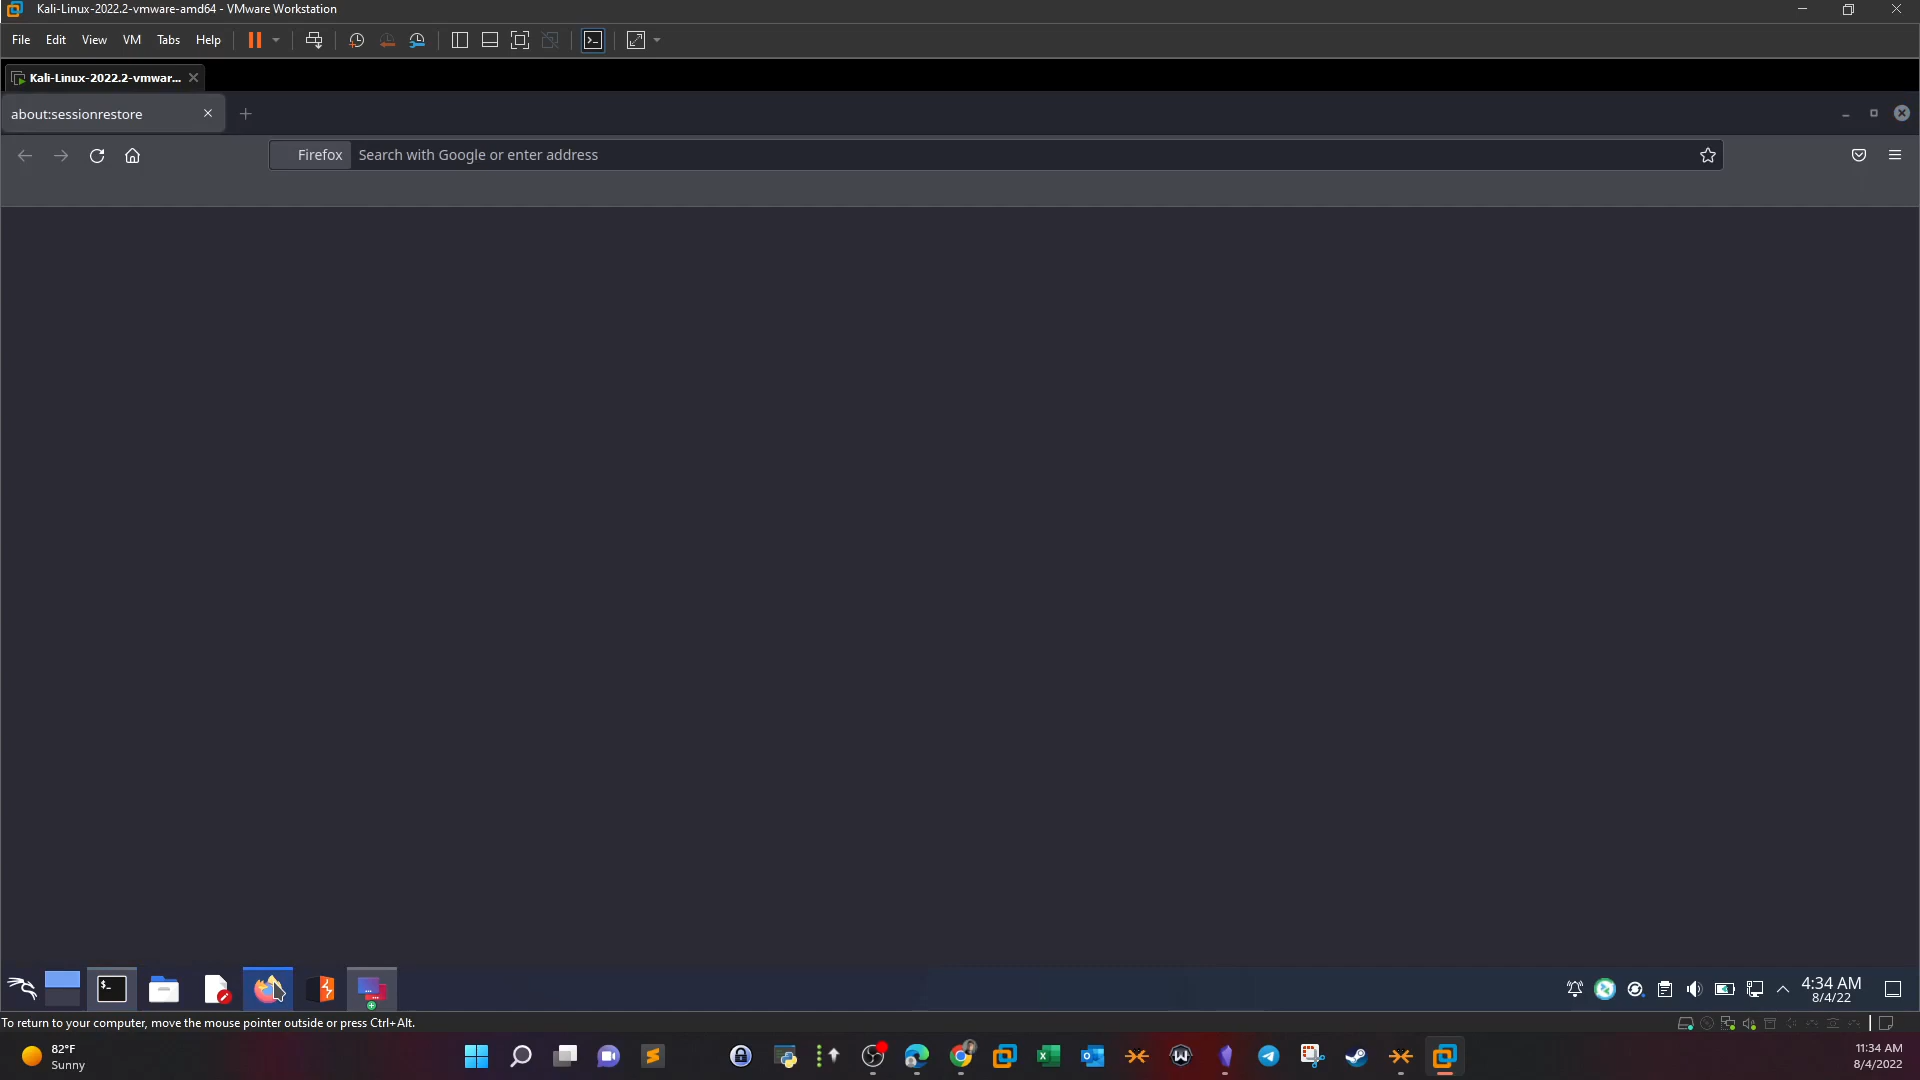 Kali-Linux-2022.2-vmware-amd64 - VMware Workstation
File Edit View VM Tabs Help
Kali-Linux-2022.2-vmwar...
about:sessionrestore
Firefox Search with Google or enter address
4:34 AM
8/4/22
To return to your computer, move the mouse pointer outside or press Ctrl+Alt.
82°F
Sunny
11:34 AM
8/4/2022